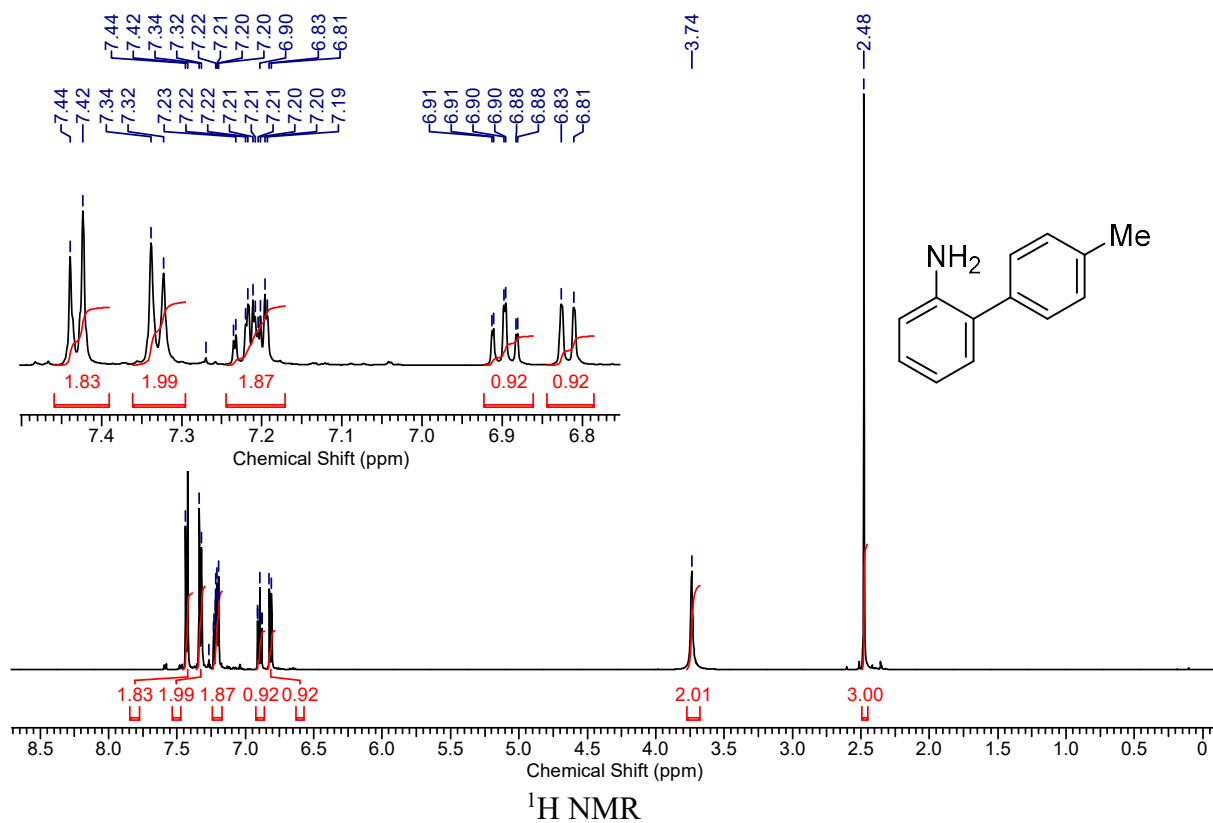 7.44 7.42 7.34 7.32 7.22 7.21 7.20 7.20 6.90 6.83 6.81 3.74 2.48
7.44 7.42 7.34 7.32 7.23 7.22 7.22 7.21 7.21 7.21 7.20 7.20 7.19 6.91 6.91 6.90 6.90 6.88 6.88 6.83 6.81
Me
NH2
1.83 1.99 1.87 0.92 0.92
7.4 7.3 7.2 7.1 7.0 6.9 6.8
Chemical Shift (ppm)
1.83 1.99 1.87 0.92 0.92 2.01 3.00
8.5 8.0 7.5 7.0 6.5 6.0 5.5 5.0 4.5 4.0 3.5 3.0 2.5 2.0 1.5 1.0 0.5 0
Chemical Shift (ppm)
1H NMR